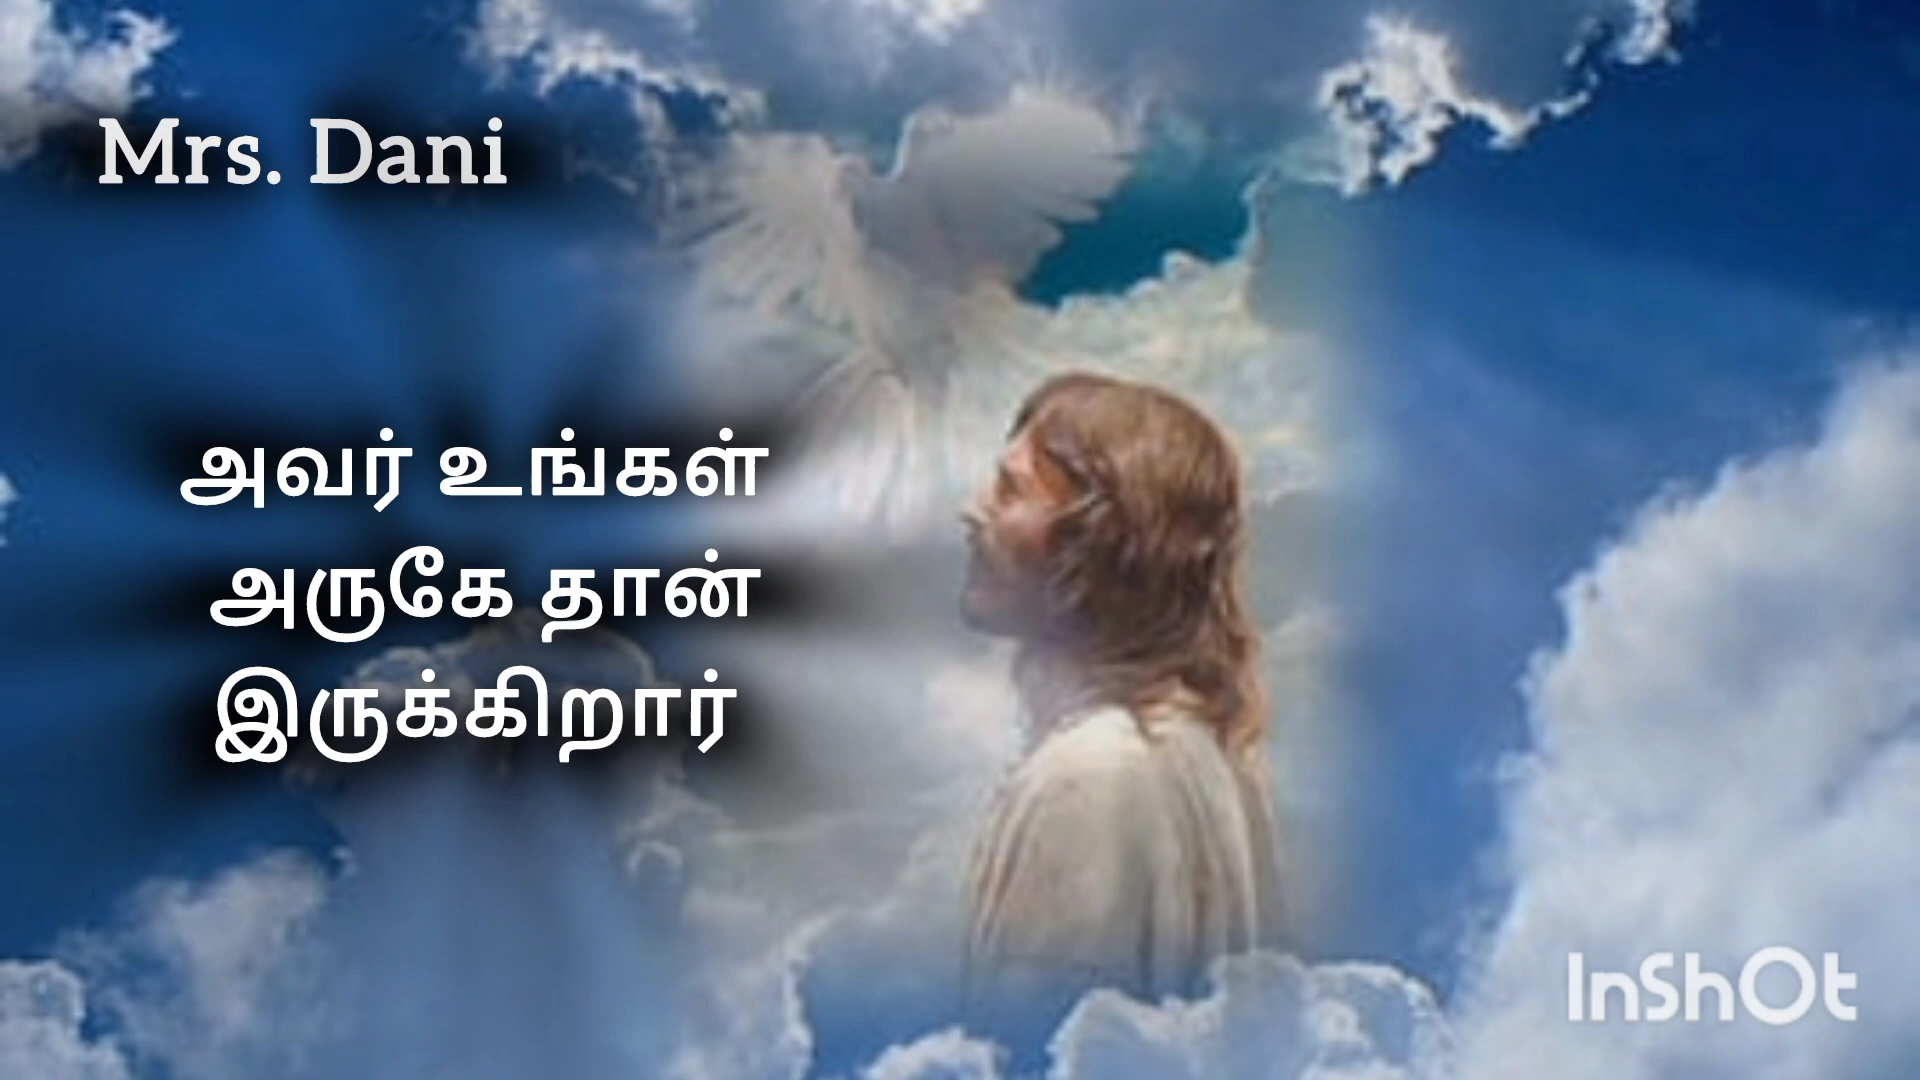 Mrs. Dani
அவர் உங்கள்
அருகே தான்
இருக்கிறார்
InShOt